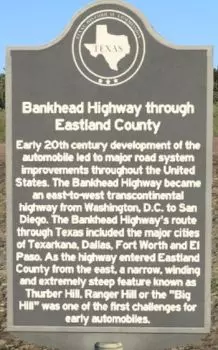 TEXAS
Bankhead Highway through
Eastland County
Early 20th century development of the
automobile led to major road system
improvements throughout the United
States. The Bankhead Highway became
an east-to-west transcontinental
highway from Washington, D.C. to San
Diego. The Bankhead Highway's route
through Texas included the major cities
of Texarkana, Dallas, Fort Worth and El
Paso. As the highway entered Eastland
County from the east, a narrow, winding
and extremely steep feature known as
Thurber Hill, Ranger Hill or the "Big
Hill" was one of the first challenges for
early automobiles.